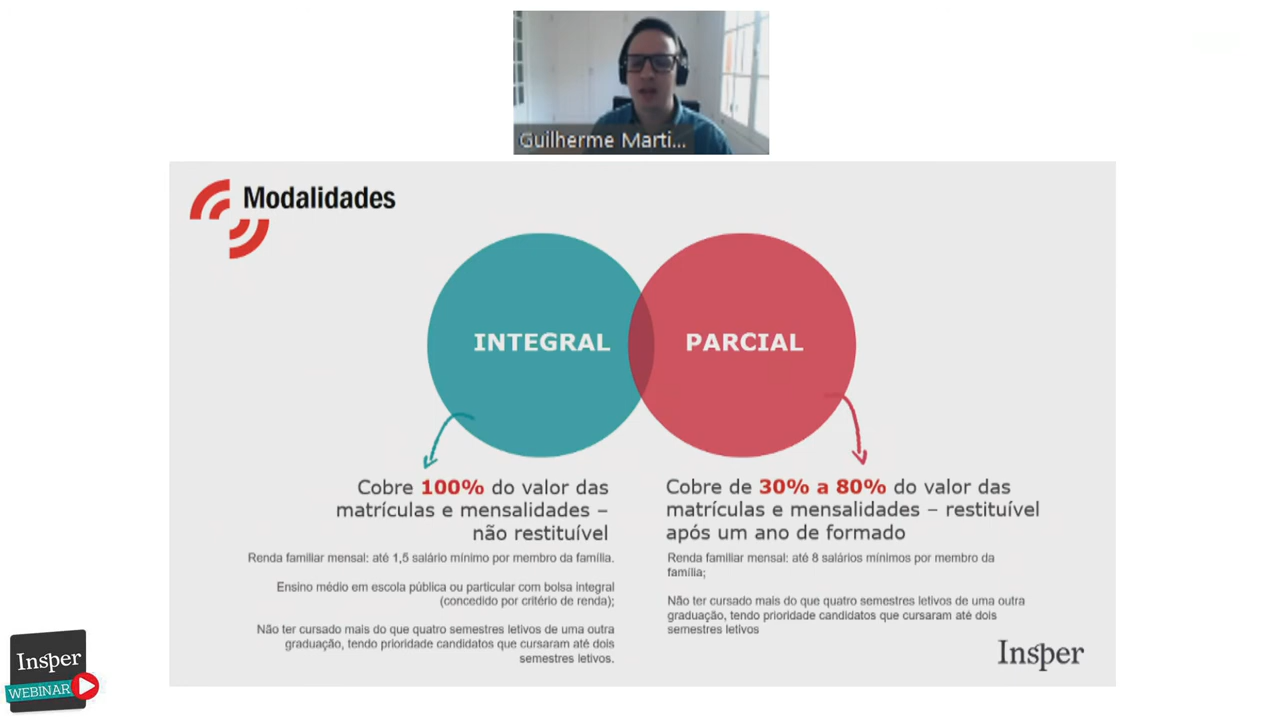 Guilherme Marti...
Modalidades
INTEGRAL
PARCIAL
Cobre 100% do valor das
matrículas e mensalidades –
não restituível
Renda familiar mensal: até 1,5 salário mínimo por membro da família.
Ensino médio em escola pública ou particular com bolsa integral
(concedido por critério de renda);
Não ter cursado mais do que quatro semestres letivos de uma outra
graduação, tendo prioridade candidatos que cursaram até dois
semestres letivos.
Cobre de 30% a 80% do valor das
matrículas e mensalidades – restituível
após um ano de formado
Renda familiar mensal: até 8 salários mínimos por membro da
família;
Não ter cursado mais do que quatro semestres letivos de uma outra
graduação, tendo prioridade candidatos que cursaram até dois
semestres letivos
Insper
Insper
WEBINAR